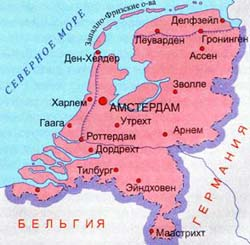 СЕВЕРНОЕ МОРЕ
Западно-Фризские о-ва
Делфзейл
Леуварден
Гронинген
Ассен
Ден-Хелдер
Зволле
Харлем
АМСТЕРДАМ
Гаага
Утрехт
Арнем
Роттердам
Дордрехт
Тилбург
Эйндховен
Маастрихт
БЕЛЬГИЯ
ГЕРМАНИЯ